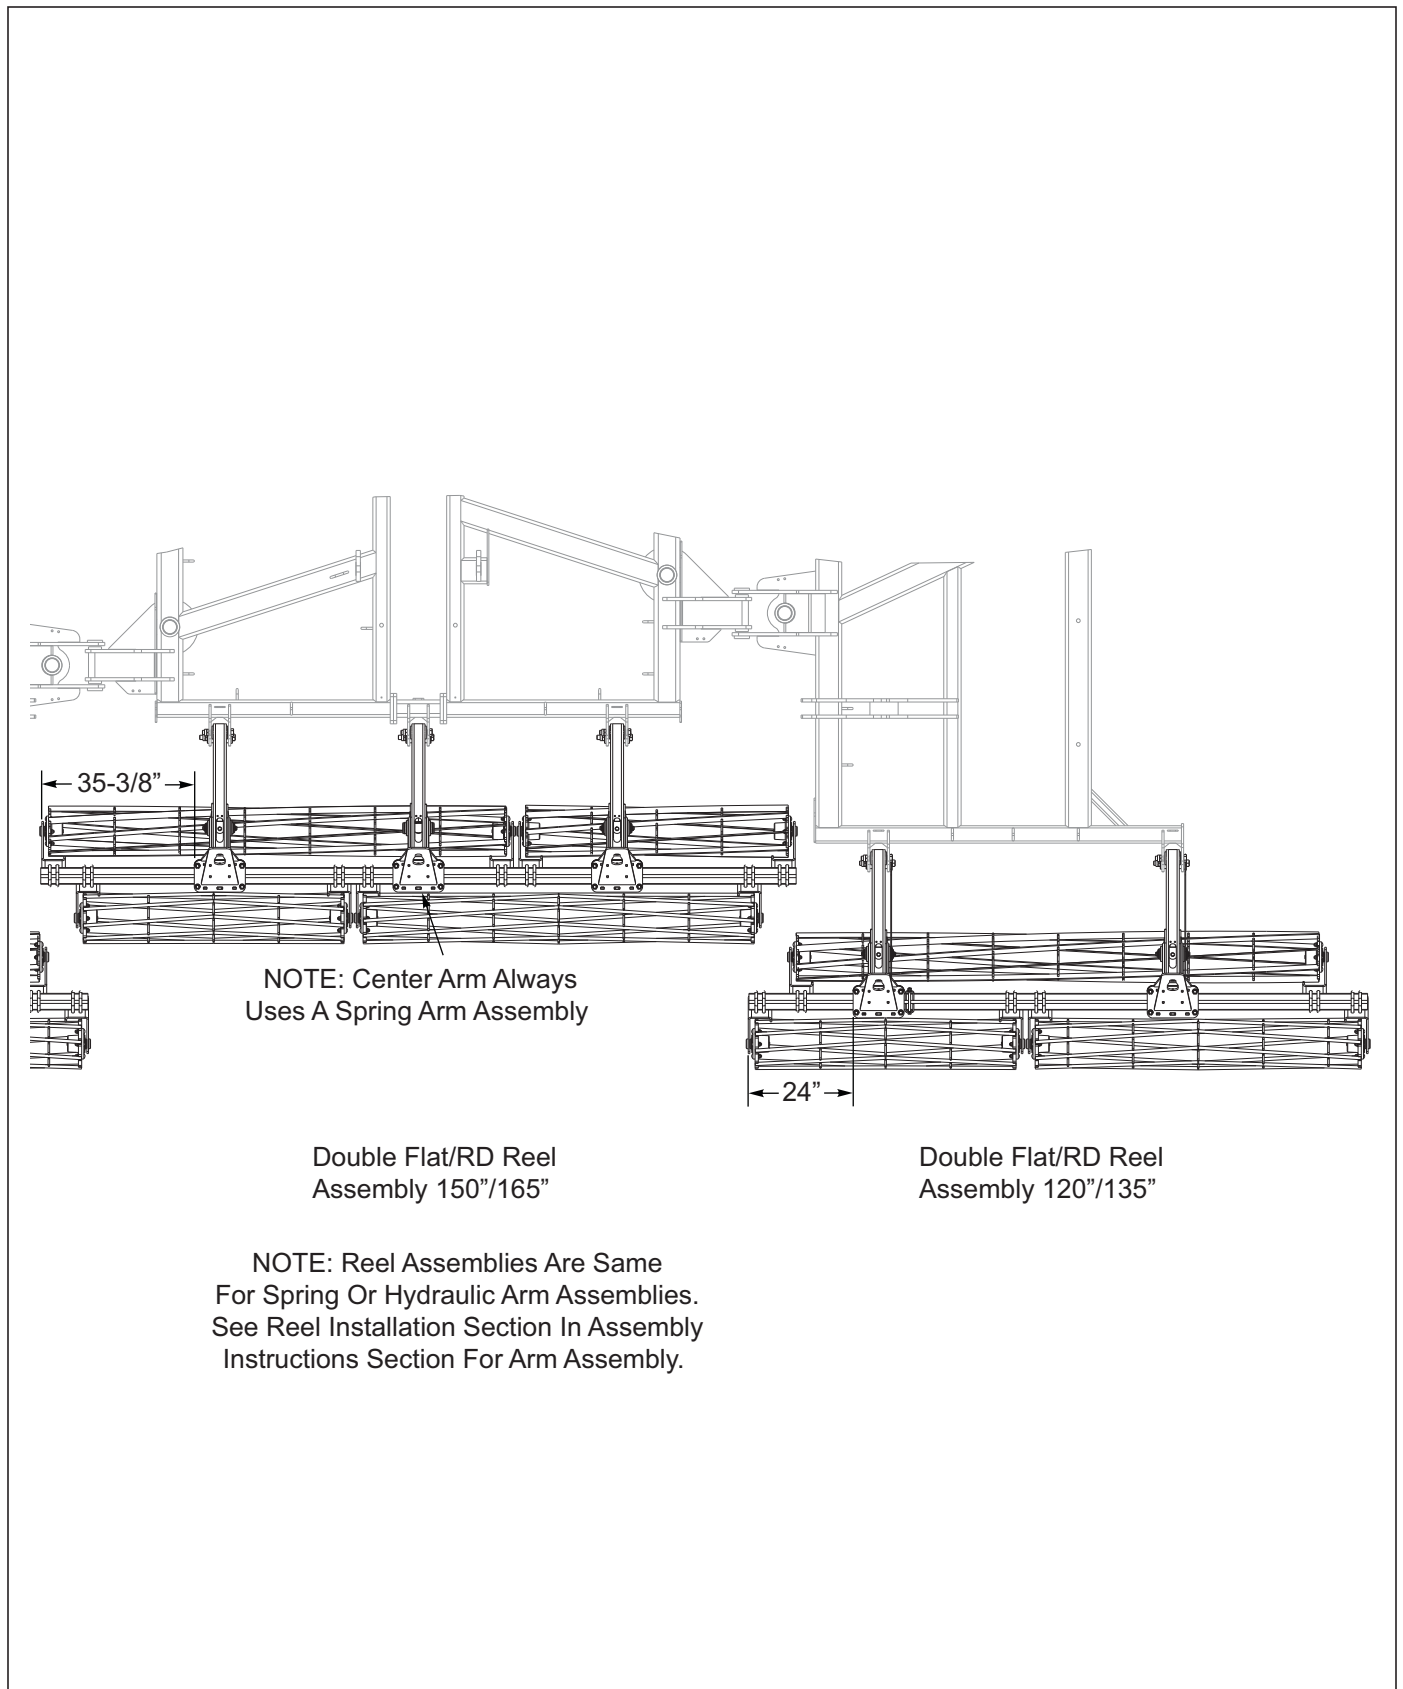 35-3/8”
NOTE: Center Arm Always
Uses A Spring Arm Assembly
24”
Double Flat/RD Reel
Assembly 150”/165”
Double Flat/RD Reel
Assembly 120”/135”
NOTE: Reel Assemblies Are Same
For Spring Or Hydraulic Arm Assemblies.
See Reel Installation Section In Assembly
Instructions Section For Arm Assembly.